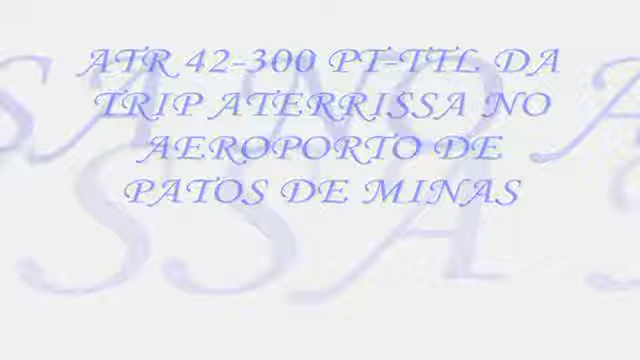 ATR 42-300 PT-TTL DA
TRIP ATERRISSA NO
AEROPORTO DE
PATOS DE MINAS